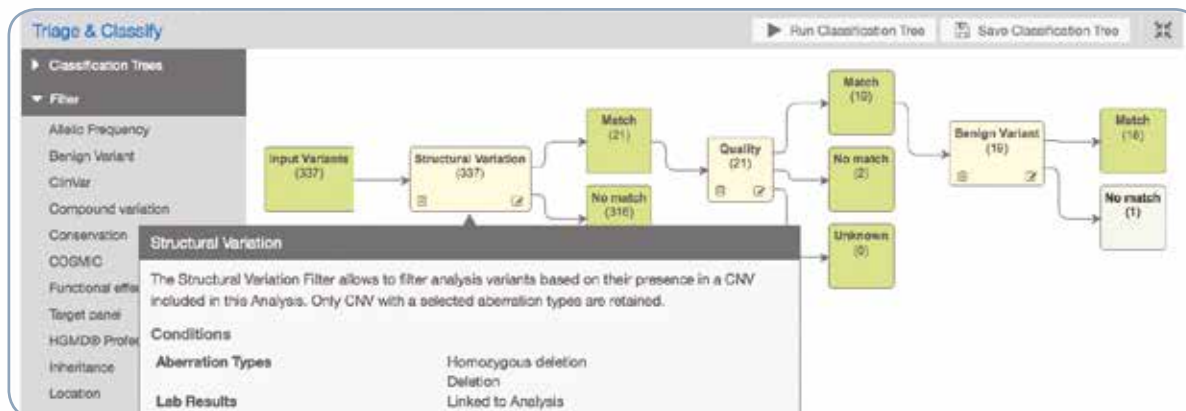 Triage & Classify
Run Classification Tree
Save Classification Tree
Classification Trees
Filter
Allelic Frequency
Benign Variant
ClinVar
Compound variation
Conservation
COSMIC
Functional effe
Target panel
HGMD® Profes
Inheritance
Location
Input Variants
(337)
Structural Variation
(337)
Match
(21)
No match
(316)
Quality
(21)
Match
(19)
No match
(2)
Unknown
(0)
Benign Variant
(19)
Match
(18)
No match
(1)
Structural Variation
The Structural Variation Filter allows to filter analysis variants based on their presence in a CNV
included in this Analysis. Only CNV with a selected aberration types are retained.
Conditions
Aberration Types Homozygous deletion
Deletion
Lab Results Linked to Analysis